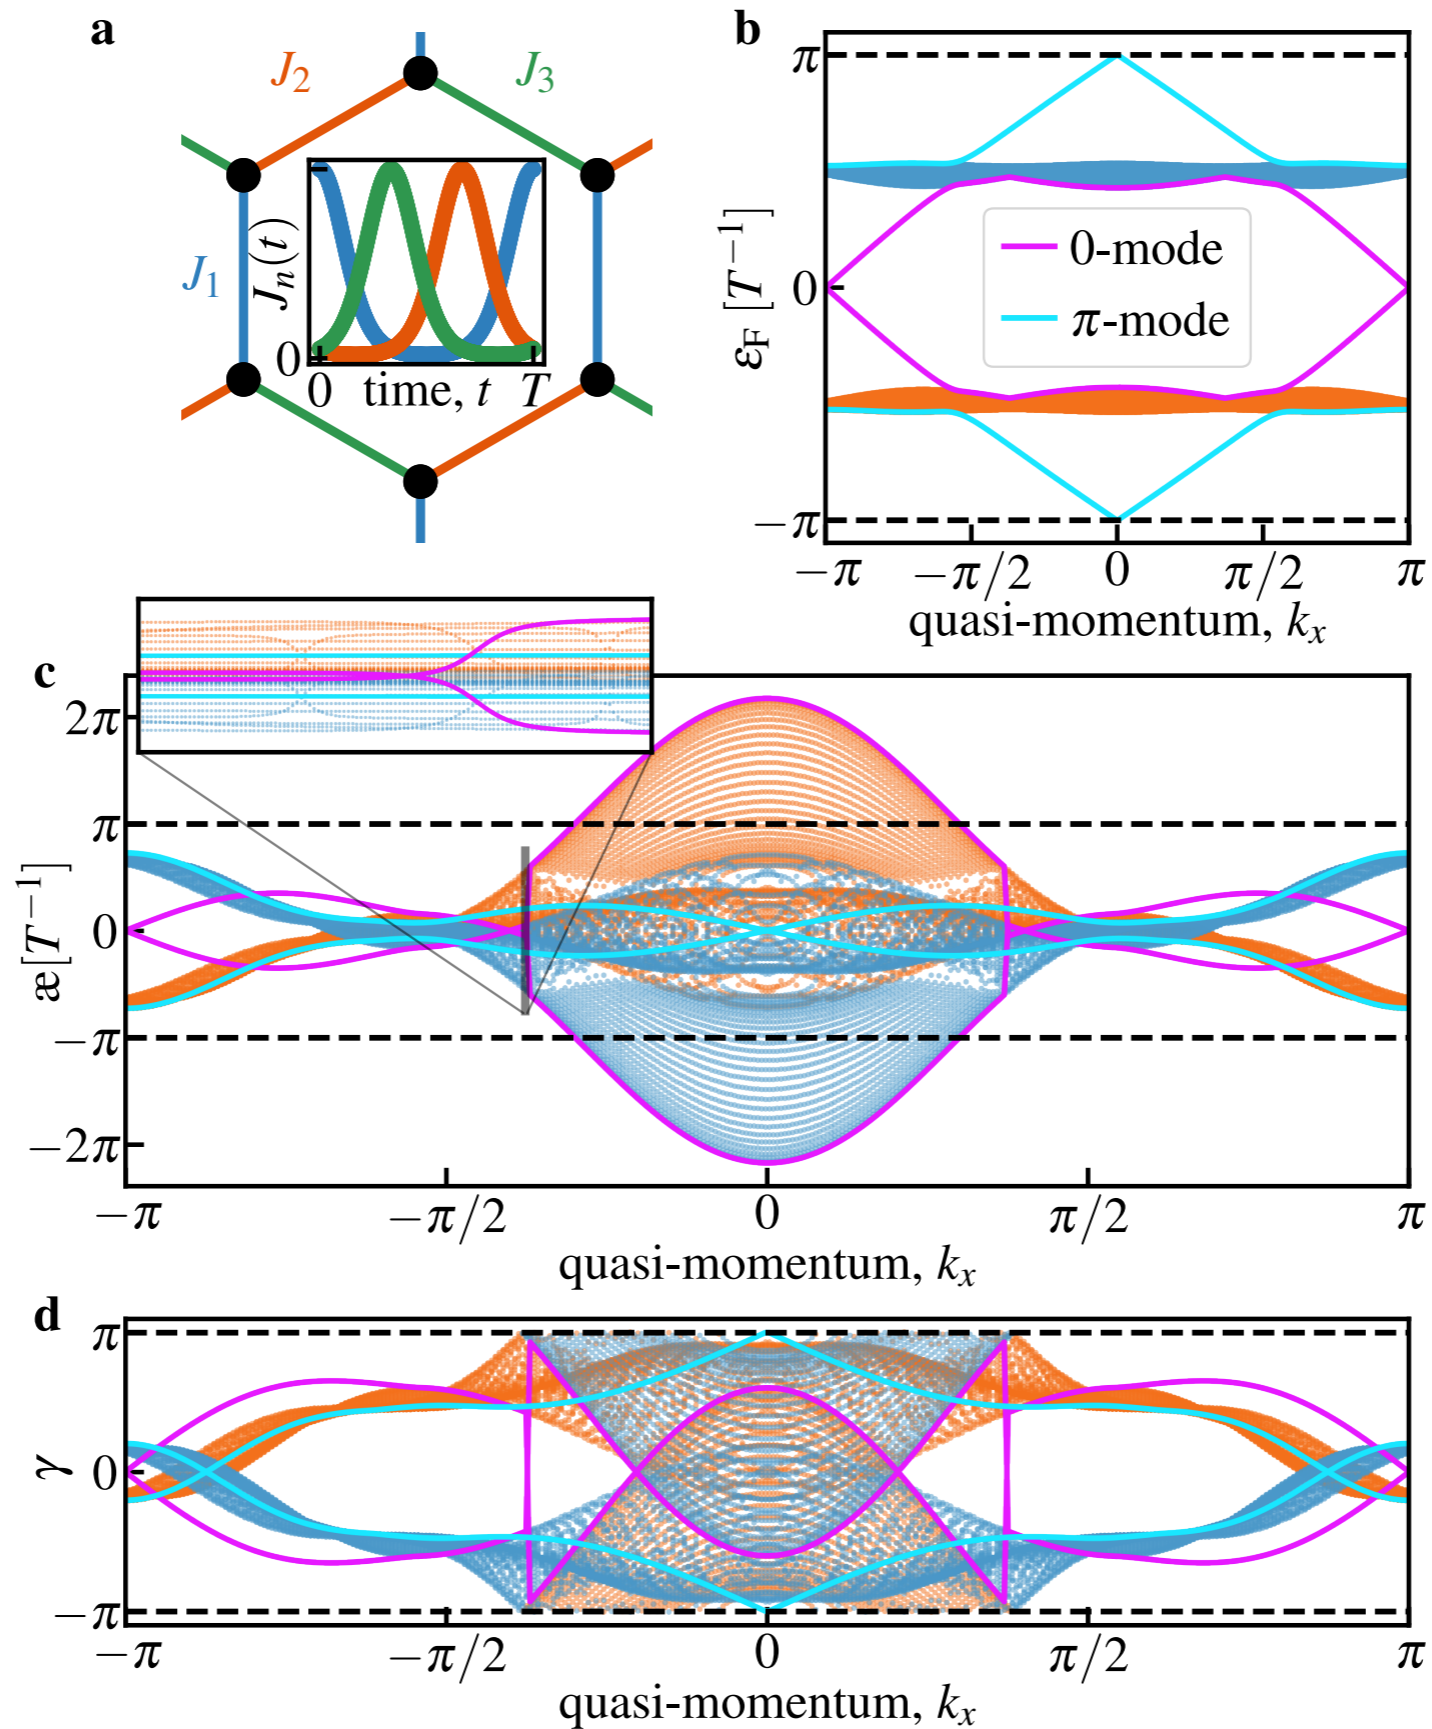 a
J₂
J₃
J₁
Jₙ(t)
0
0
time, t
T
b
π
0
−π
ε_F [T⁻¹]
0-mode
π-mode
−π
−π/2
0
π/2
π
quasi-momentum, kₓ
c
2π
π
0
−π
−2π
æ[T⁻¹]
−π
−π/2
0
π/2
π
quasi-momentum, kₓ
d
π
0
−π
γ
−π
−π/2
0
π/2
π
quasi-momentum, kₓ